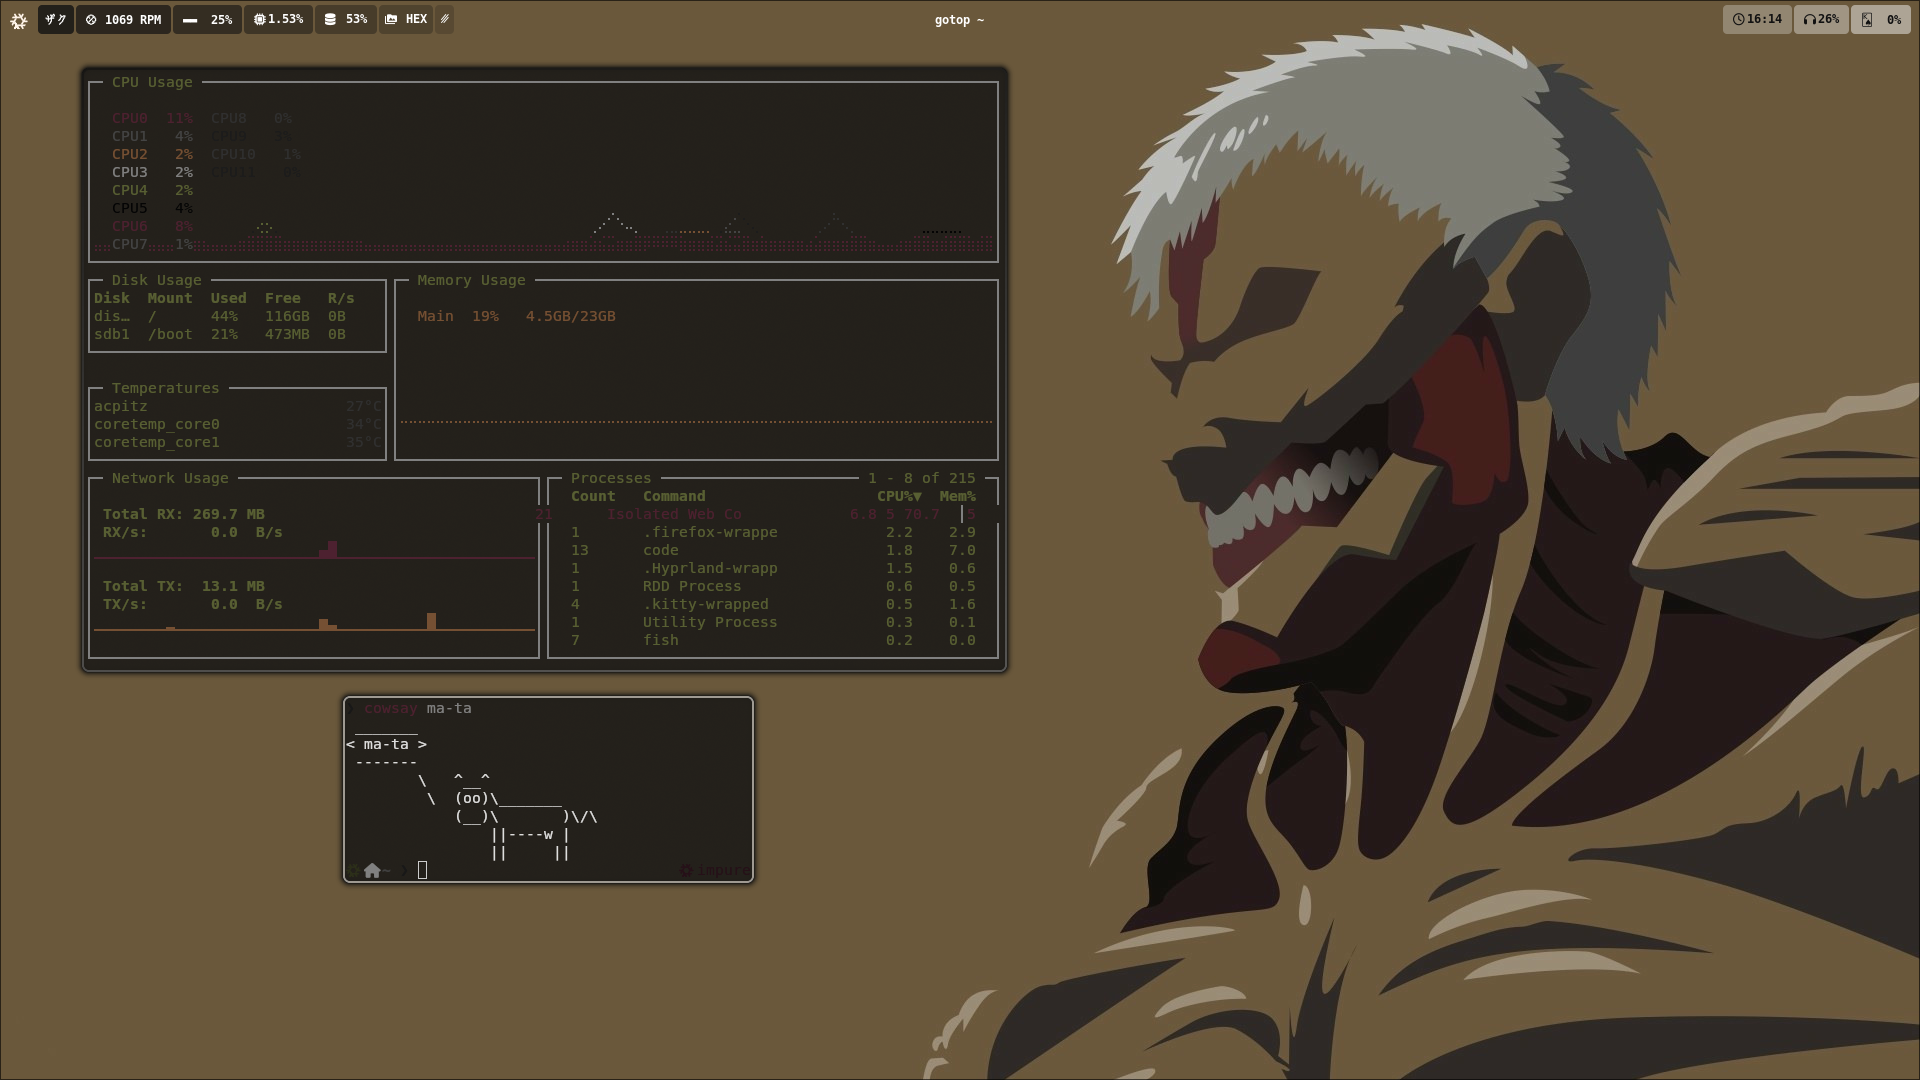 ザク 1069 RPM 25% 1.53% 53% HEX
gotop ~
16:14 26% 0%
CPU Usage
CPU0 11% CPU8 0%
CPU1 4% CPU9 3%
CPU2 2% CPU10 1%
CPU3 2% CPU11 0%
CPU4 2%
CPU5 4%
CPU6 8%
CPU7 1%
Disk Usage
Disk Mount Used Free R/s
dis… / 44% 116GB 0B
sdb1 /boot 21% 473MB 0B
Memory Usage
Main 19% 4.5GB/23GB
Temperatures
acpitz 27°C
coretemp_core0 34°C
coretemp_core1 35°C
Network Usage
Total RX: 269.7 MB
RX/s: 0.0 B/s
Total TX: 13.1 MB
TX/s: 0.0 B/s
Processes 1 - 8 of 215
Count Command CPU%▼ Mem%
21 Isolated Web Co 6.8 5 70.7 5
1 .firefox-wrappe 2.2 2.9
13 code 1.8 7.0
1 .Hyprland-wrapp 1.5 0.6
1 RDD Process 0.6 0.5
4 .kitty-wrapped 0.5 1.6
1 Utility Process 0.3 0.1
7 fish 0.2 0.0
cowsay ma-ta
_______
< ma-ta >
-------
\ ^__^
\ (oo)\_______
(__)\ )\/\
||----w |
|| ||
~ impure